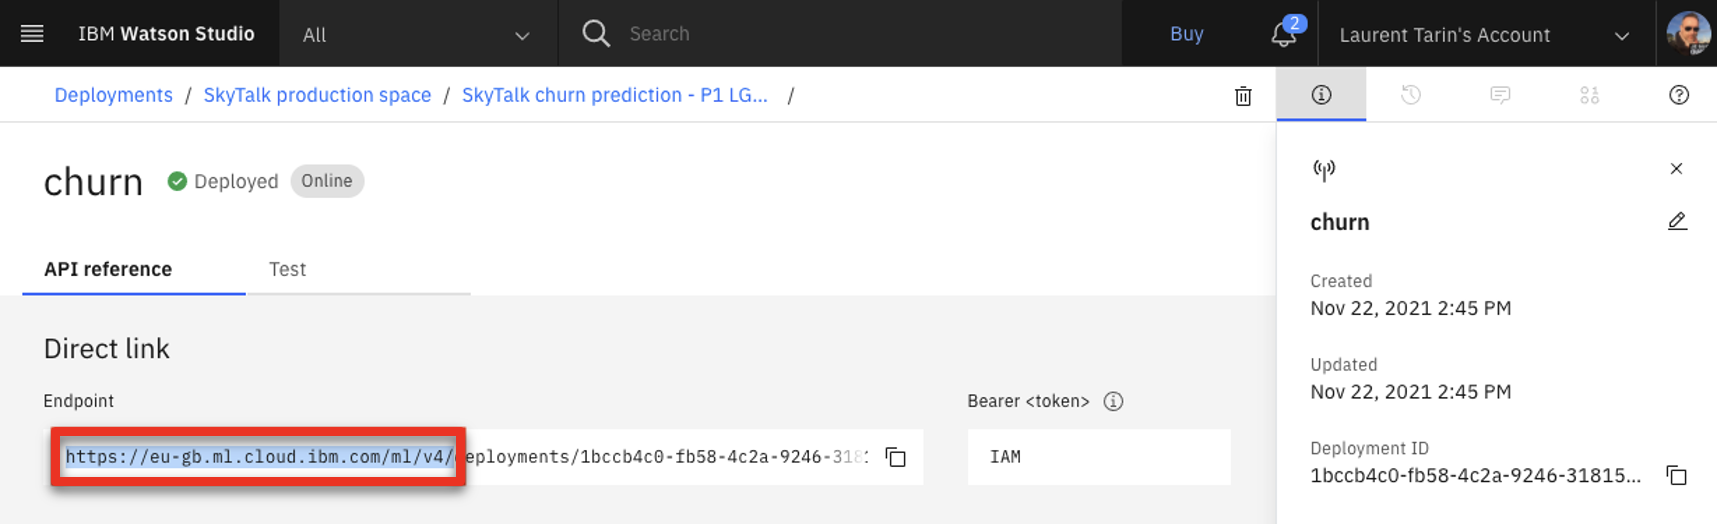 IBM Watson Studio
All
Search
Buy
2
Laurent Tarin's Account
Deployments / SkyTalk production space / SkyTalk churn prediction - P1 LG... /
churn
Deployed
Online
API reference
Test
Direct link
Endpoint
https://eu-gb.ml.cloud.ibm.com/ml/v4/deployments/1bccb4c0-fb58-4c2a-9246-3181
Bearer <token>
IAM
churn
Created
Nov 22, 2021 2:45 PM
Updated
Nov 22, 2021 2:45 PM
Deployment ID
1bccb4c0-fb58-4c2a-9246-31815...